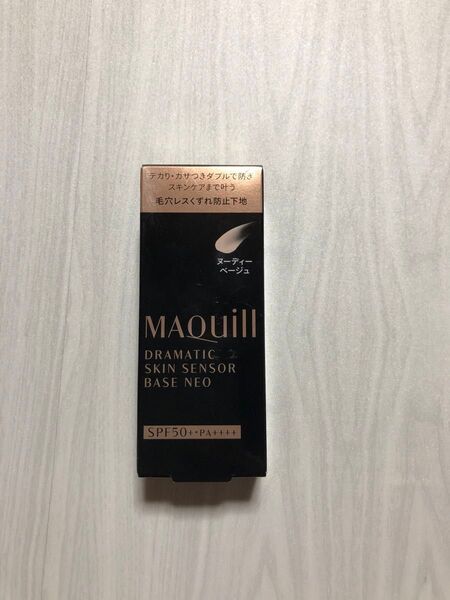 テカリ・カサつきダブルで防ぎ
スキンケアまで叶う
毛穴レスくずれ防止下地
ヌーディー
ベージュ
MAQuill
DRAMATIC
SKIN SENSOR
BASE NEO
SPF50+・PA++++